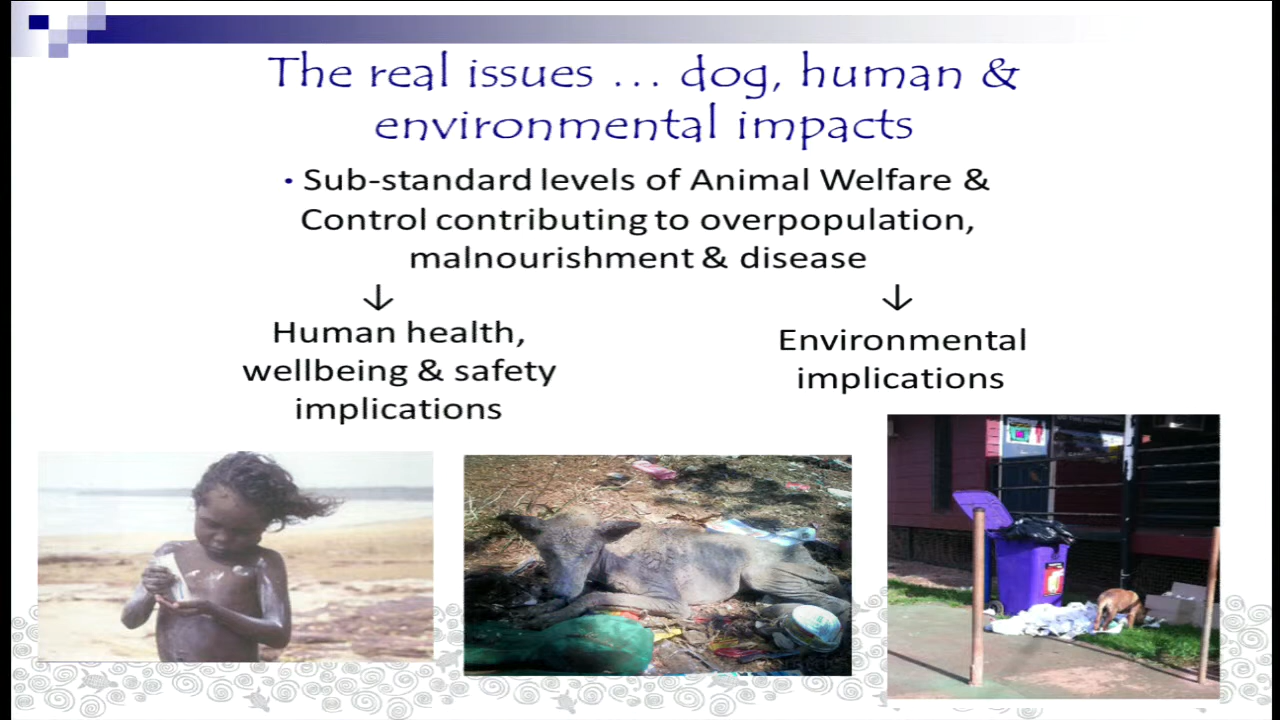 The real issues … dog, human &
environmental impacts
• Sub-standard levels of Animal Welfare &
Control contributing to overpopulation,
malnourishment & disease
↓ ↓
Human health,
wellbeing & safety
implications
Environmental
implications